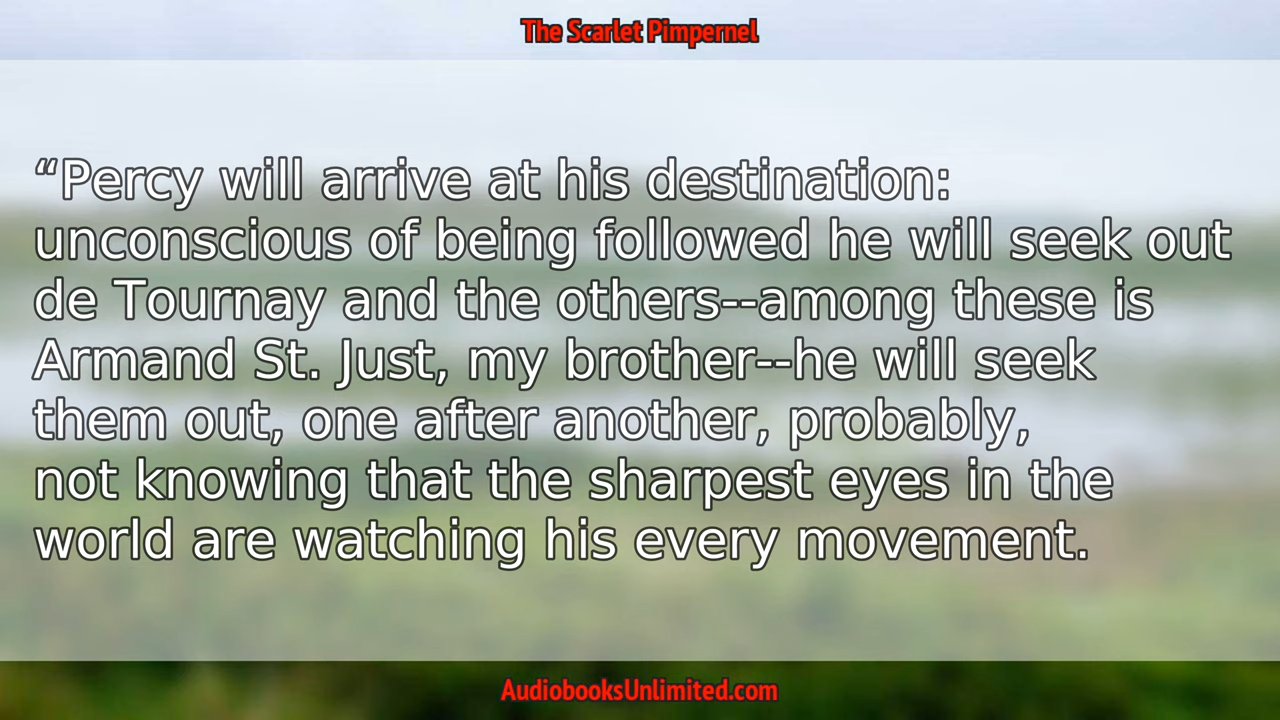 The Scarlet Pimpernel
“Percy will arrive at his destination:
unconscious of being followed he will seek out
de Tournay and the others--among these is
Armand St. Just, my brother--he will seek
them out, one after another, probably,
not knowing that the sharpest eyes in the
world are watching his every movement.
AudiobooksUnlimited.com